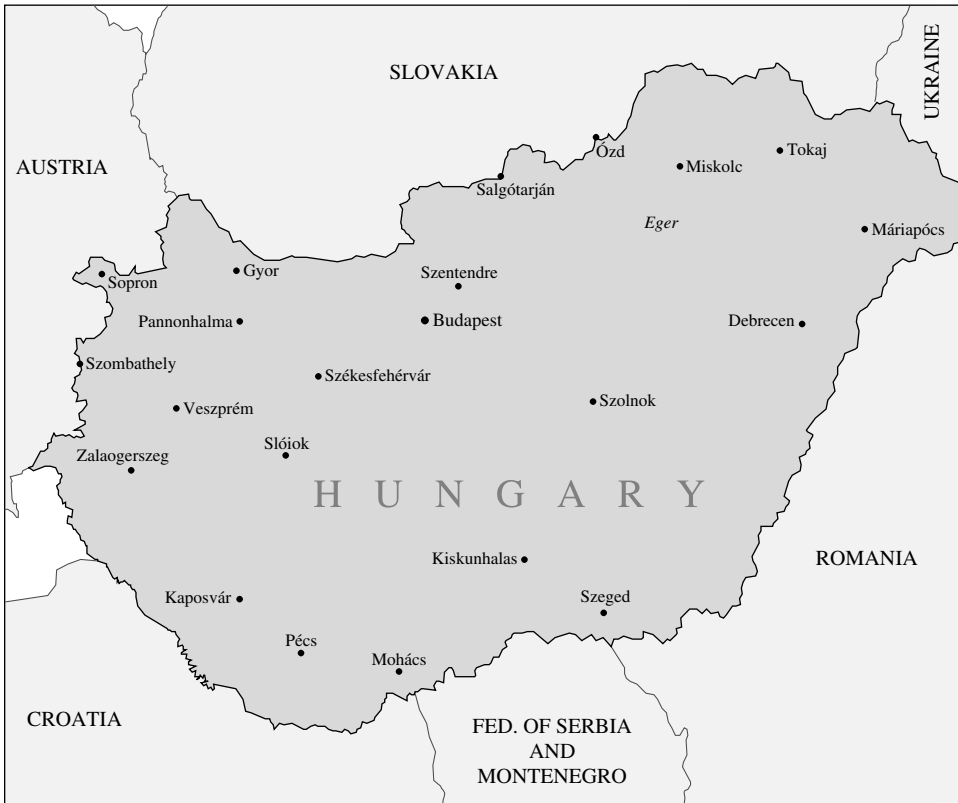 SLOVAKIA
UKRAINE
AUSTRIA
Ózd
Tokaj
Miskolc
Salgótarján
Eger
Máriapócs
Gyor
Szentendre
Sopron
Pannonhalma
Budapest
Debrecen
Szombathely
Székesfehérvár
Veszprém
Szolnok
Slóiok
Zalaogerszeg
HUNGARY
Kiskunhalas
ROMANIA
Kaposvár
Szeged
Pécs
Mohács
CROATIA
FED. OF SERBIA
AND
MONTENEGRO